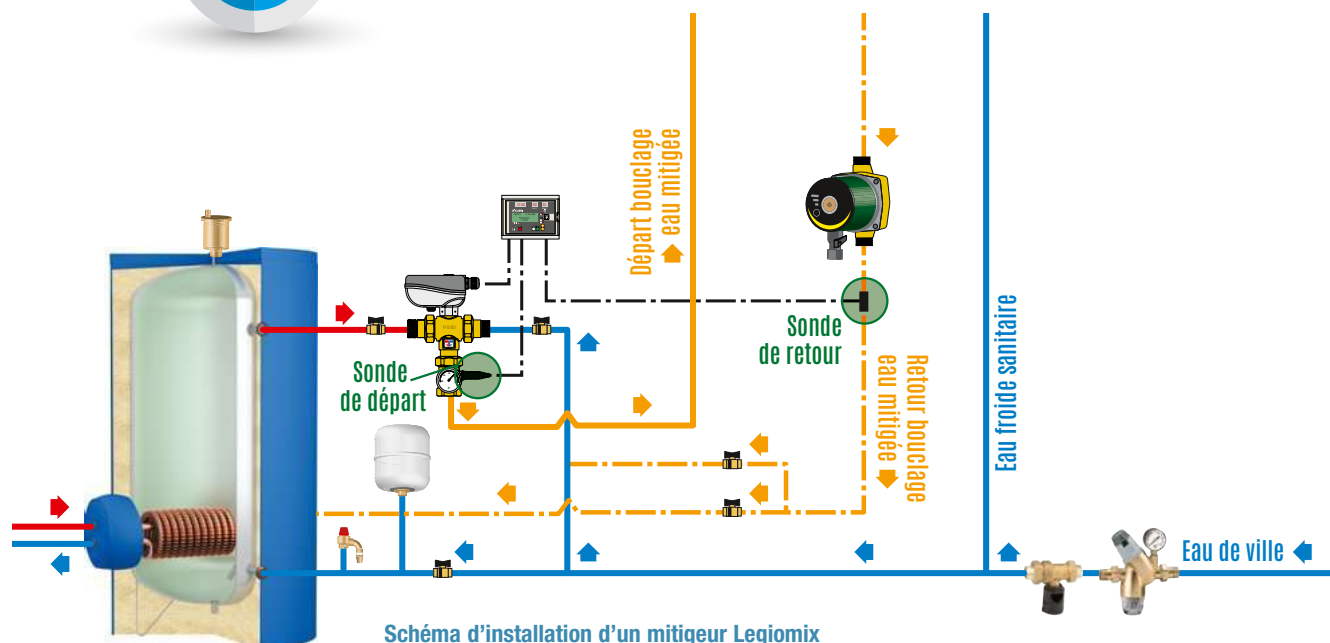 Départ bouclage
eau mitigée
Sonde
de retour
Retour bouclage
eau mitigée
Eau froide sanitaire
Sonde
de départ
Eau de ville
Schéma d'installation d'un mitigeur Legiomix